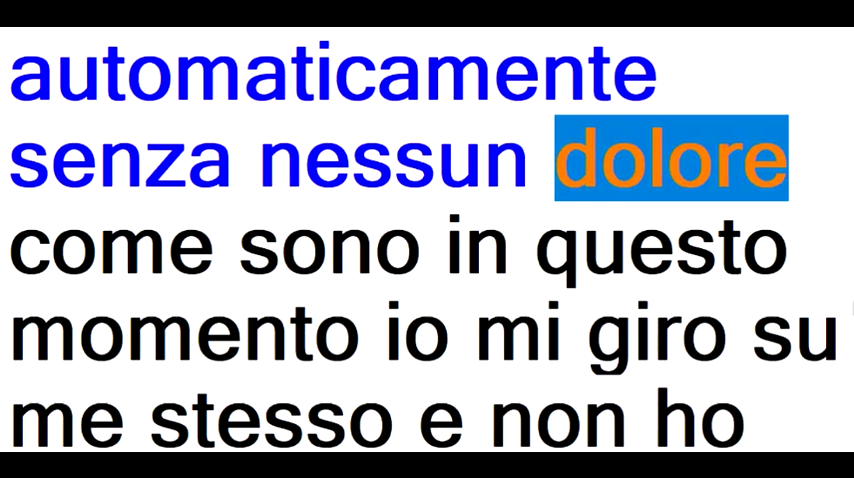 automaticamente
senza nessun dolore
come sono in questo
momento io mi giro su
me stesso e non ho